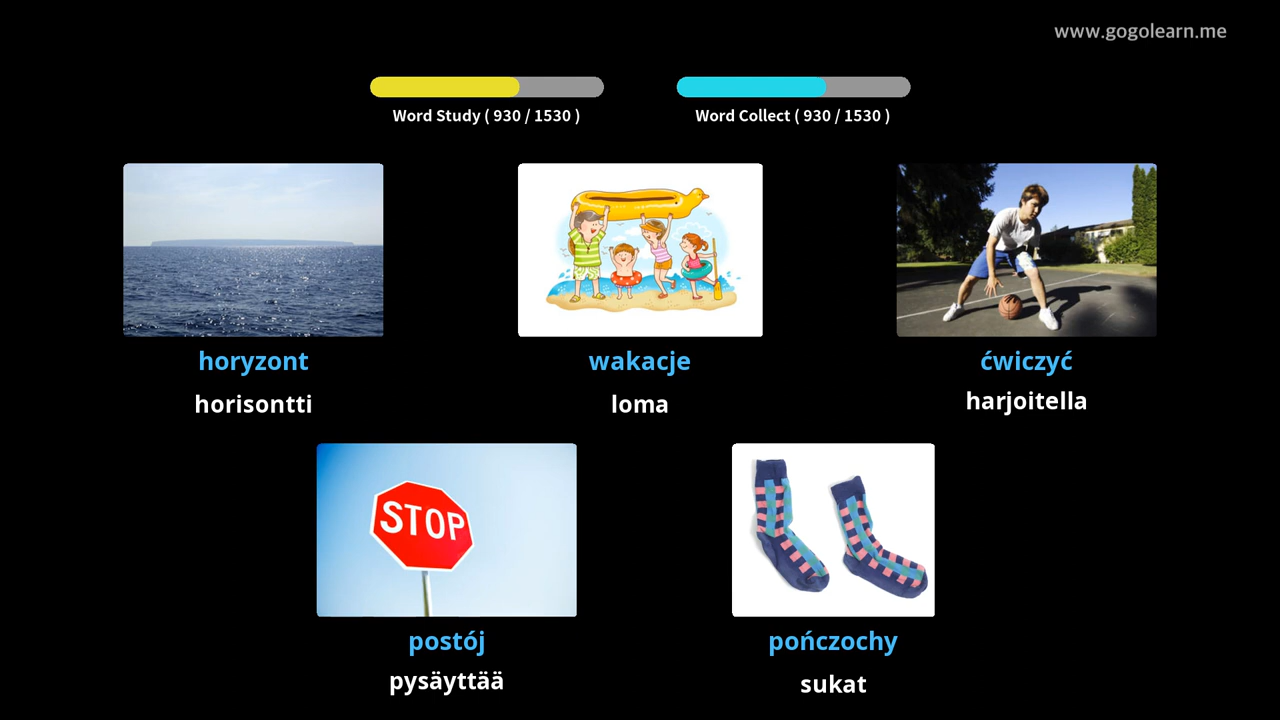 www.gogolearn.me
Word Study ( 930 / 1530 )
Word Collect ( 930 / 1530 )
horyzont
horisontti
wakacje
loma
ćwiczyć
harjoitella
STOP
postój
pysäyttää
pończochy
sukat